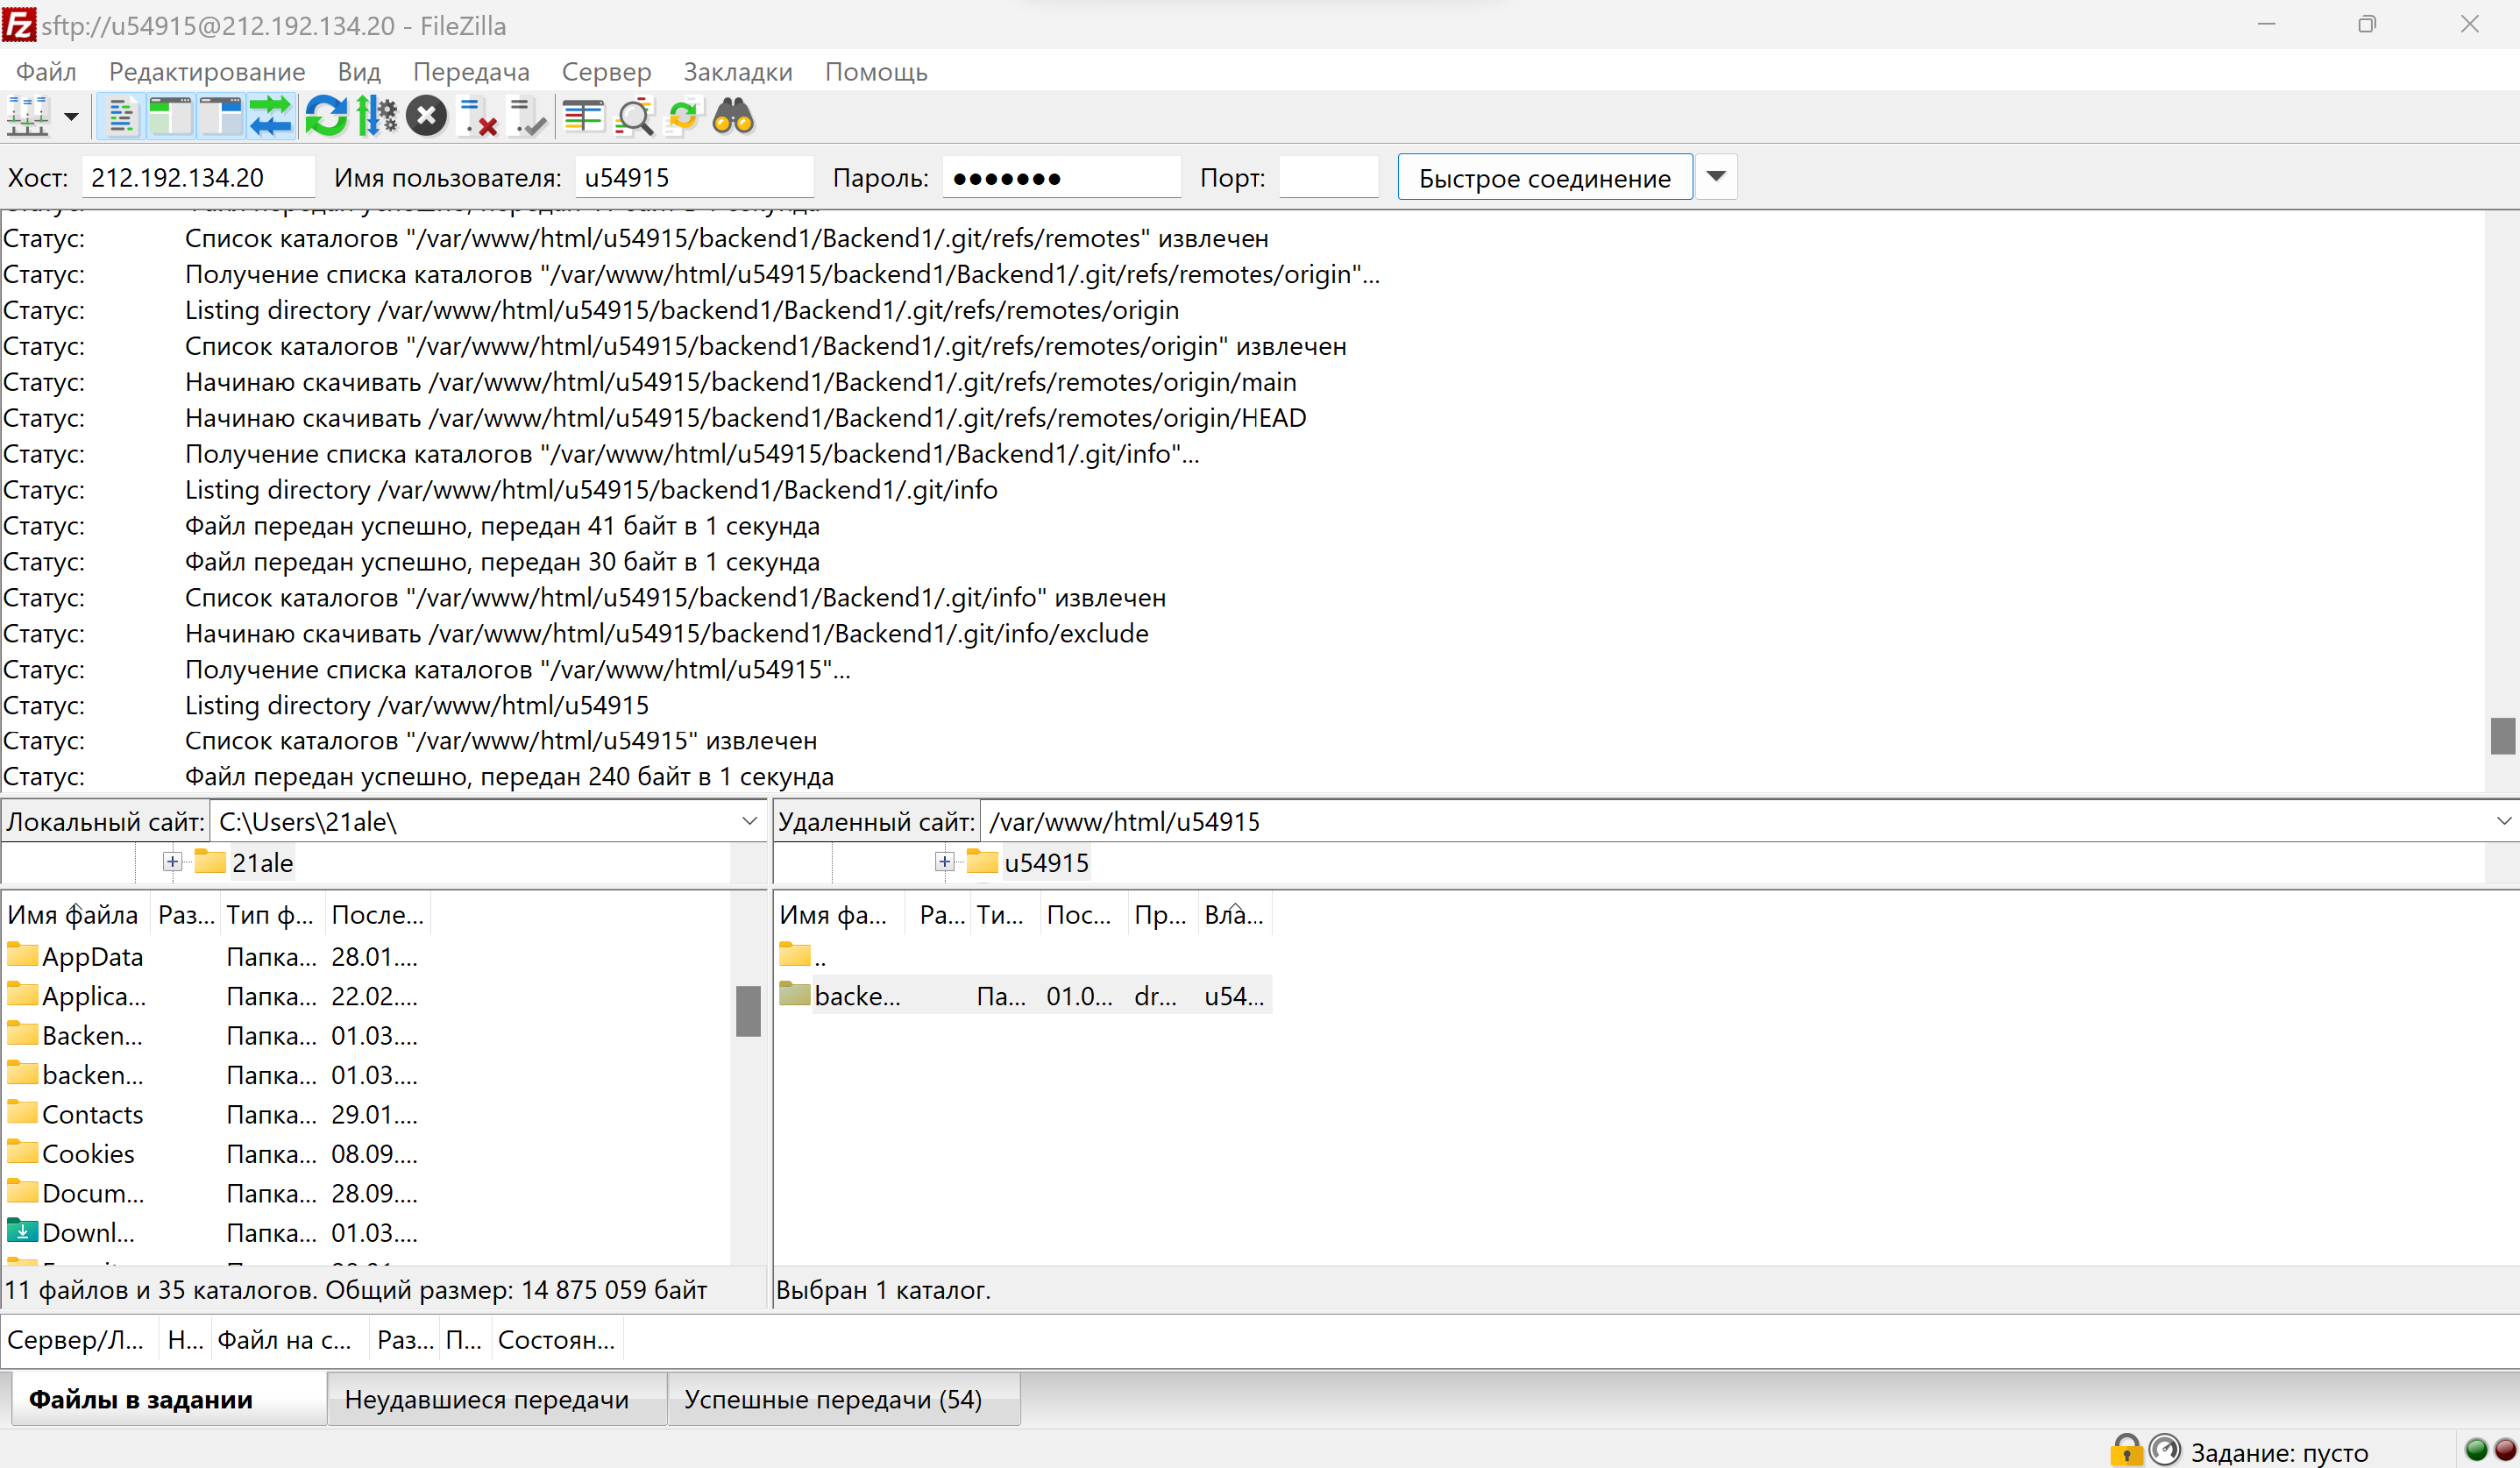 sftp://u54915@212.192.134.20 - FileZilla
Файл Редактирование Вид Передача Сервер Закладки Помощь
Хост: 212.192.134.20 Имя пользователя: u54915 Пароль: ●●●●●●● Порт: Быстрое соединение
Статус: Список каталогов "/var/www/html/u54915/backend1/Backend1/.git/refs/remotes" извлечен
Статус: Получение списка каталогов "/var/www/html/u54915/backend1/Backend1/.git/refs/remotes/origin"...
Статус: Listing directory /var/www/html/u54915/backend1/Backend1/.git/refs/remotes/origin
Статус: Список каталогов "/var/www/html/u54915/backend1/Backend1/.git/refs/remotes/origin" извлечен
Статус: Начинаю скачивать /var/www/html/u54915/backend1/Backend1/.git/refs/remotes/origin/main
Статус: Начинаю скачивать /var/www/html/u54915/backend1/Backend1/.git/refs/remotes/origin/HEAD
Статус: Получение списка каталогов "/var/www/html/u54915/backend1/Backend1/.git/info"...
Статус: Listing directory /var/www/html/u54915/backend1/Backend1/.git/info
Статус: Файл передан успешно, передан 41 байт в 1 секунда
Статус: Файл передан успешно, передан 30 байт в 1 секунда
Статус: Список каталогов "/var/www/html/u54915/backend1/Backend1/.git/info" извлечен
Статус: Начинаю скачивать /var/www/html/u54915/backend1/Backend1/.git/info/exclude
Статус: Получение списка каталогов "/var/www/html/u54915"...
Статус: Listing directory /var/www/html/u54915
Статус: Список каталогов "/var/www/html/u54915" извлечен
Статус: Файл передан успешно, передан 240 байт в 1 секунда
Локальный сайт: C:\Users\21ale\
21ale
Имя файла Раз... Тип ф... После...
AppData Папка... 28.01....
Applica... Папка... 22.02....
Backen... Папка... 01.03....
backen... Папка... 01.03....
Contacts Папка... 29.01....
Cookies Папка... 08.09....
Docum... Папка... 28.09....
Downl... Папка... 01.03....
11 файлов и 35 каталогов. Общий размер: 14 875 059 байт
Удаленный сайт: /var/www/html/u54915
u54915
Имя фа... Ра... Ти... Пос... Пр... Вла...
..
backe... Па... 01.0... dr... u54...
Выбран 1 каталог.
Сервер/Л... Н... Файл на с... Раз... П... Состоян...
Файлы в задании Неудавшиеся передачи Успешные передачи (54)
Задание: пусто